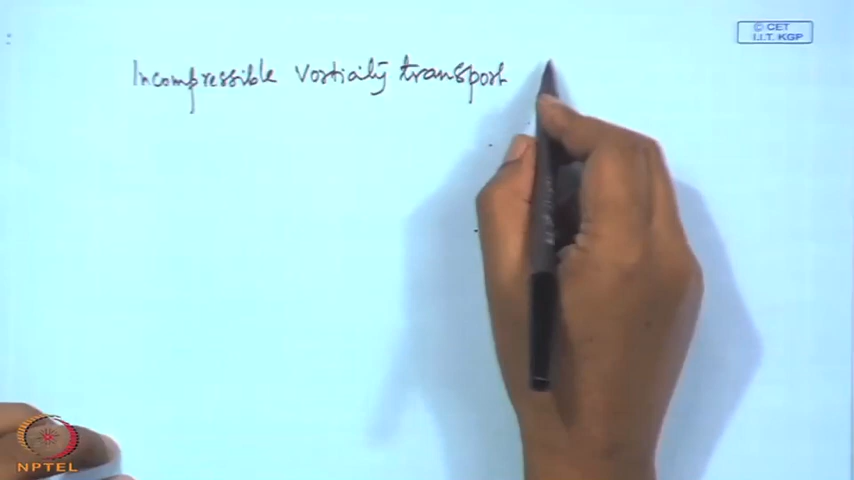 © CET
I.I.T. KGP
Incompressible vorticity transport
NPTEL